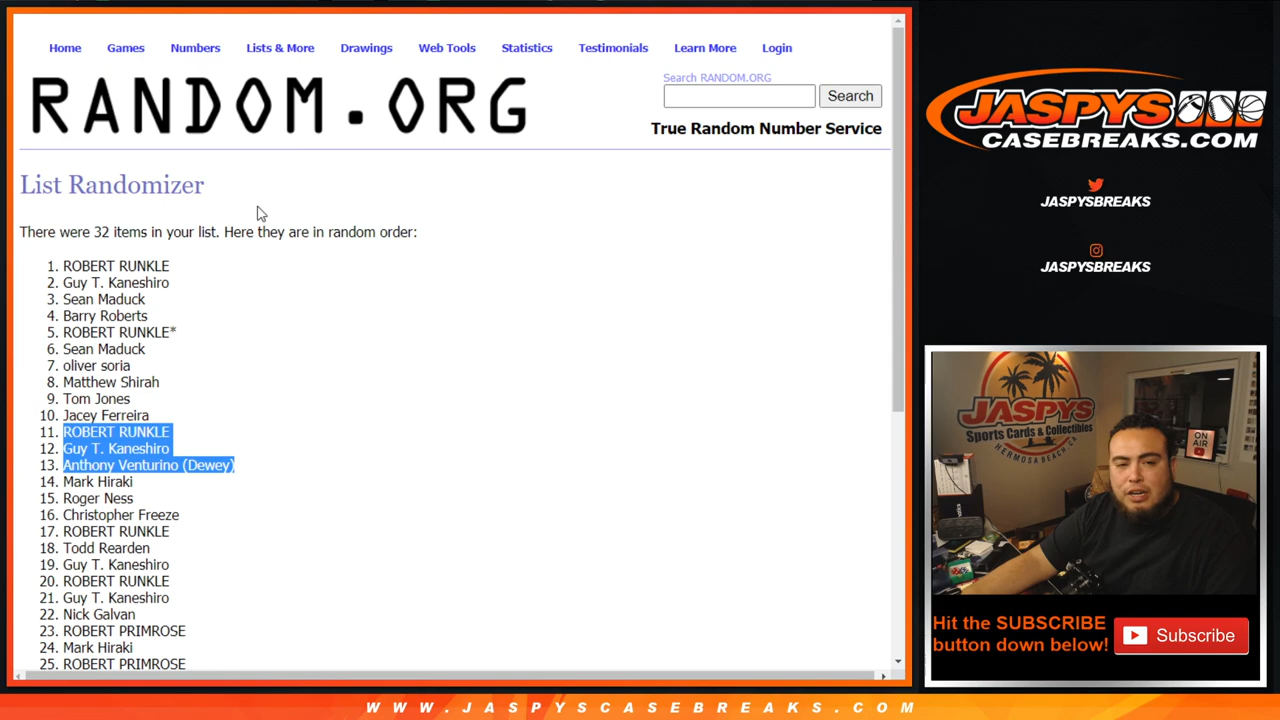 Home Games Numbers Lists & More Drawings Web Tools Statistics Testimonials Learn More Login
RANDOM.ORG
Search RANDOM.ORG
Search
True Random Number Service
List Randomizer
There were 32 items in your list. Here they are in random order:
1. ROBERT RUNKLE
2. Guy T. Kaneshiro
3. Sean Maduck
4. Barry Roberts
5. ROBERT RUNKLE*
6. Sean Maduck
7. oliver soria
8. Matthew Shirah
9. Tom Jones
10. Jacey Ferreira
11. ROBERT RUNKLE
12. Guy T. Kaneshiro
13. Anthony Venturino (Dewey)
14. Mark Hiraki
15. Roger Ness
16. Christopher Freeze
17. ROBERT RUNKLE
18. Todd Rearden
19. Guy T. Kaneshiro
20. ROBERT RUNKLE
21. Guy T. Kaneshiro
22. Nick Galvan
23. ROBERT PRIMROSE
24. Mark Hiraki
25. ROBERT PRIMROSE
JASPYS
CASEBREAKS.COM
JASPYSBREAKS
JASPYSBREAKS
JASPYS
Sports Cards & Collectibles
HERMOSA BEACH CA
ON AIR
Hit the SUBSCRIBE
button down below!
Subscribe
WWW.JASPYSCASEBREAKS.COM